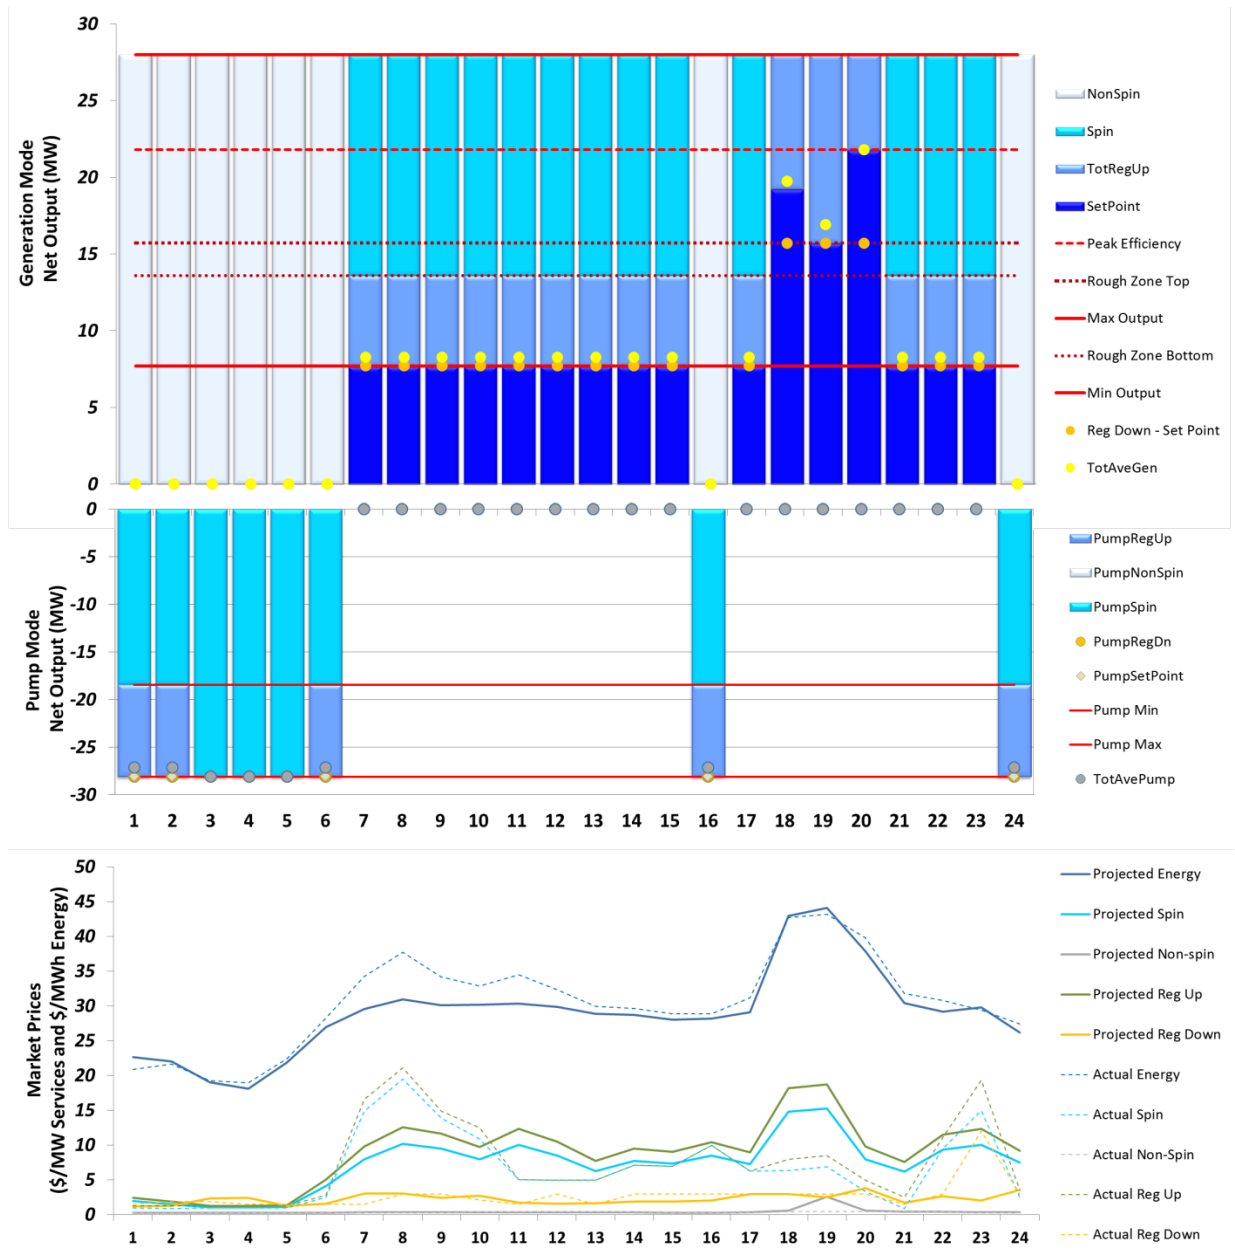 30
25
20
15
10
5
0
Generation Mode
Net Output (MW)
NonSpin
Spin
TotRegUp
SetPoint
Peak Efficiency
Rough Zone Top
Max Output
Rough Zone Bottom
Min Output
Reg Down - Set Point
TotAveGen
0
-5
-10
-15
-20
-25
-30
Pump Mode
Net Output (MW)
PumpRegUp
PumpNonSpin
PumpSpin
PumpRegDn
PumpSetPoint
Pump Min
Pump Max
TotAvePump
1 2 3 4 5 6 7 8 9 10 11 12 13 14 15 16 17 18 19 20 21 22 23 24
50
45
40
35
30
25
20
15
10
5
0
Market Prices
($/MW Services and $/MWh Energy)
Projected Energy
Projected Spin
Projected Non-spin
Projected Reg Up
Projected Reg Down
Actual Energy
Actual Spin
Actual Non-Spin
Actual Reg Up
Actual Reg Down
1 2 3 4 5 6 7 8 9 10 11 12 13 14 15 16 17 18 19 20 21 22 23 24